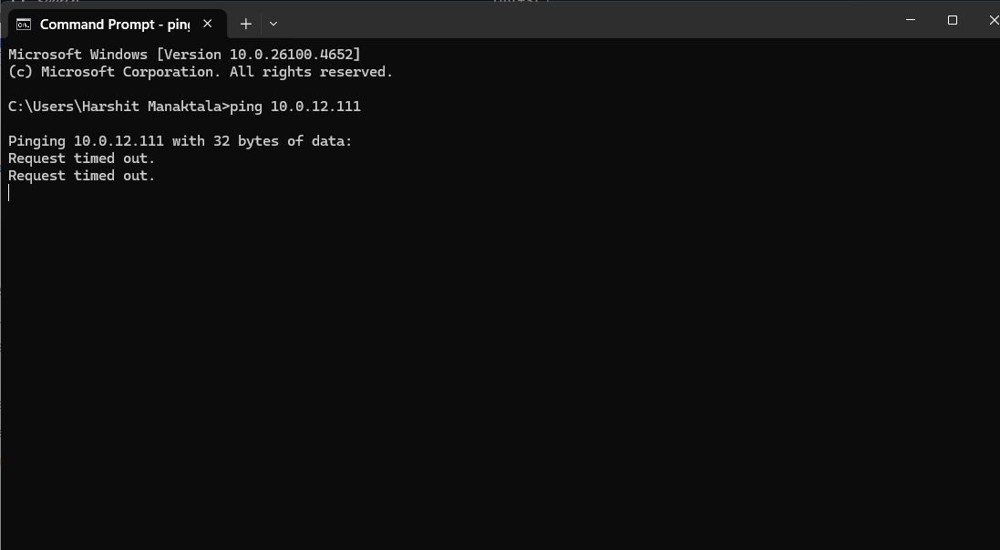 Command Prompt - ping
Microsoft Windows [Version 10.0.26100.4652]
(c) Microsoft Corporation. All rights reserved.
C:\Users\Harshit Manaktala>ping 10.0.12.111
Pinging 10.0.12.111 with 32 bytes of data:
Request timed out.
Request timed out.